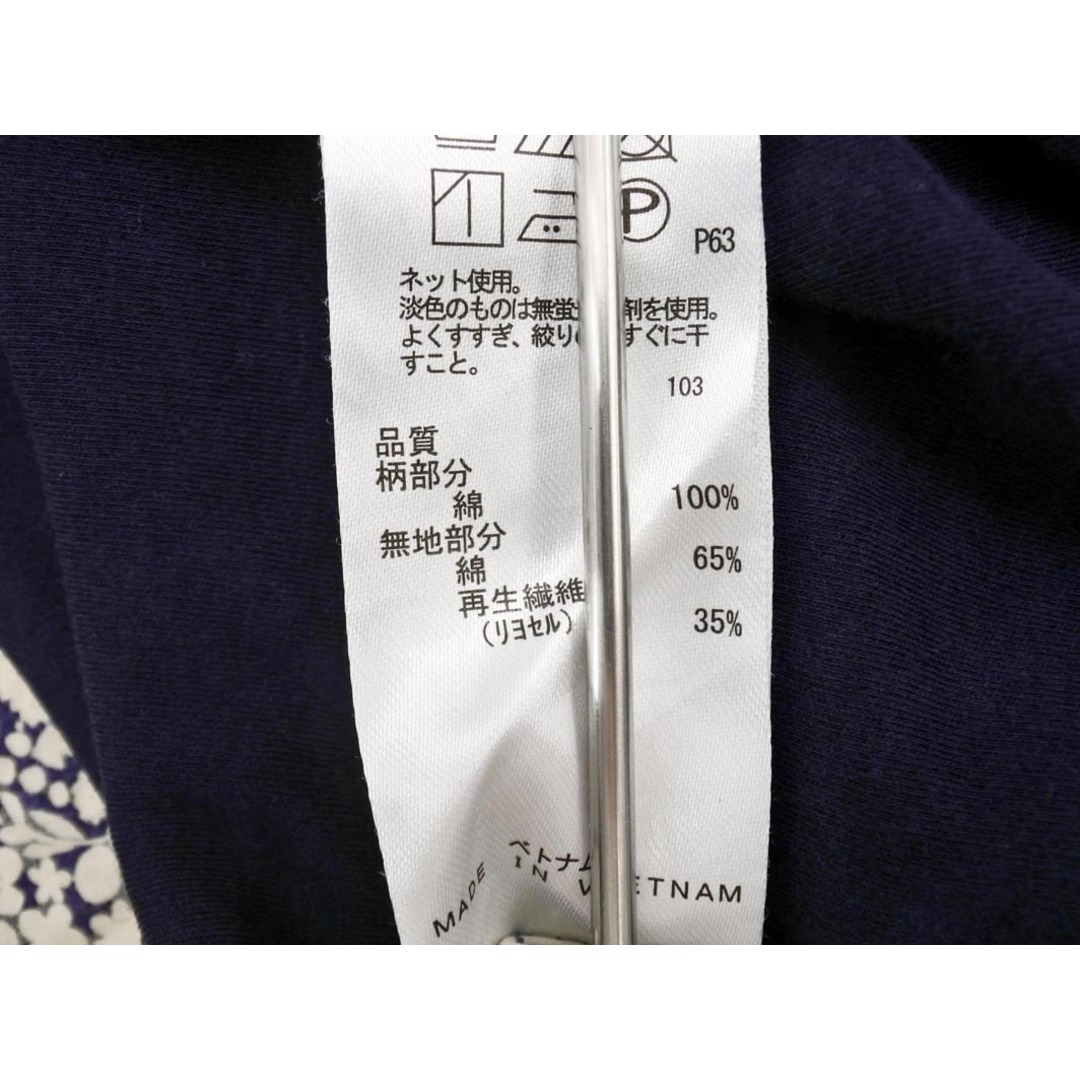 P
P63
ネット使用。
淡色のものは無蛍 剤を使用。
よくすすぎ、絞り すぐに干
すこと。
103
品質
柄部分
綿 100%
無地部分
綿 65%
再生繊維
(リヨセル) 35%
ベトナム
MADE IN VIETNAM